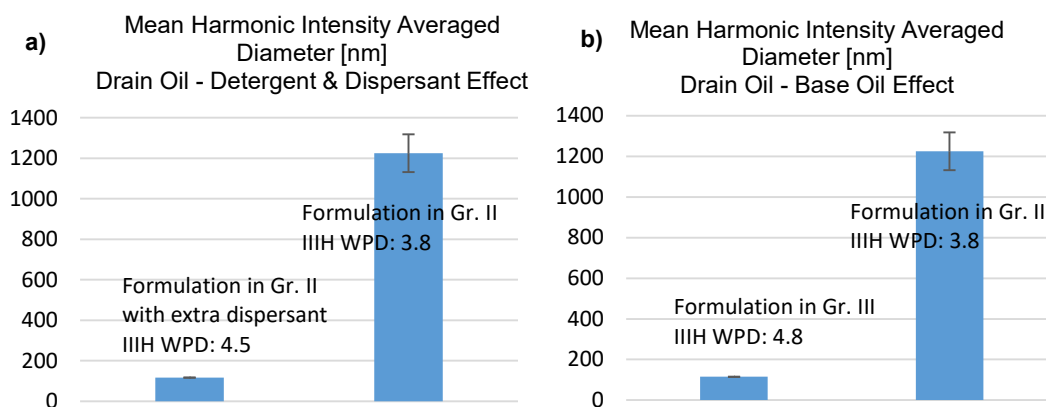 a)
Mean Harmonic Intensity Averaged
Diameter [nm]
Drain Oil - Detergent & Dispersant Effect
1400
1200
1000
800
600
400
200
0
Formulation in Gr. II
IIIH WPD: 3.8
Formulation in Gr. II
with extra dispersant
IIIH WPD: 4.5
b)
Mean Harmonic Intensity Averaged
Diameter [nm]
Drain Oil - Base Oil Effect
1400
1200
1000
800
600
400
200
0
Formulation in Gr. II
IIIH WPD: 3.8
Formulation in Gr. III
IIIH WPD: 4.8